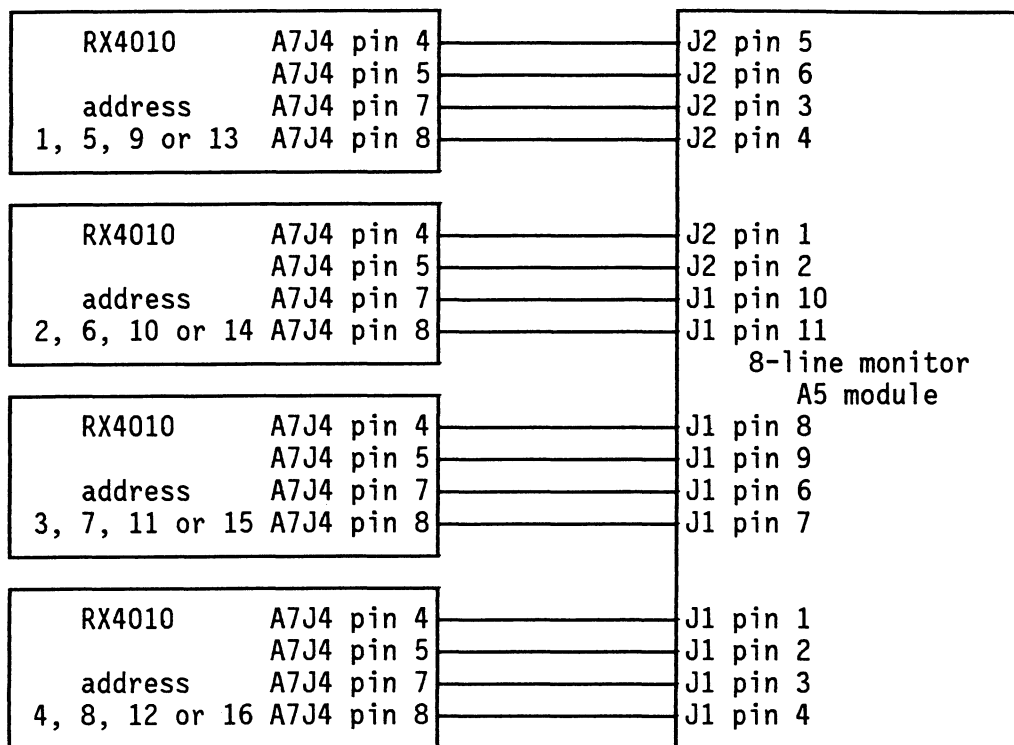 RX4010 A7J4 pin 4 J2 pin 5
A7J4 pin 5 J2 pin 6
address A7J4 pin 7 J2 pin 3
1, 5, 9 or 13 A7J4 pin 8 J2 pin 4
RX4010 A7J4 pin 4 J2 pin 1
A7J4 pin 5 J2 pin 2
address A7J4 pin 7 J1 pin 10
2, 6, 10 or 14 A7J4 pin 8 J1 pin 11
8-line monitor
A5 module
RX4010 A7J4 pin 4 J1 pin 8
A7J4 pin 5 J1 pin 9
address A7J4 pin 7 J1 pin 6
3, 7, 11 or 15 A7J4 pin 8 J1 pin 7
RX4010 A7J4 pin 4 J1 pin 1
A7J4 pin 5 J1 pin 2
address A7J4 pin 7 J1 pin 3
4, 8, 12 or 16 A7J4 pin 8 J1 pin 4